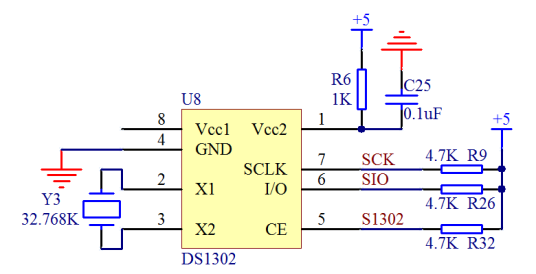 +5
R6
1K
C25
0.1uF
U8
+5
8
Vcc1
Vcc2
1
4
GND
SCLK
7
SCK
4.7K R9
2
X1
I/O
6
SIO
Y3
32.768K
4.7K R26
3
X2
CE
5
S1302
4.7K R32
DS1302